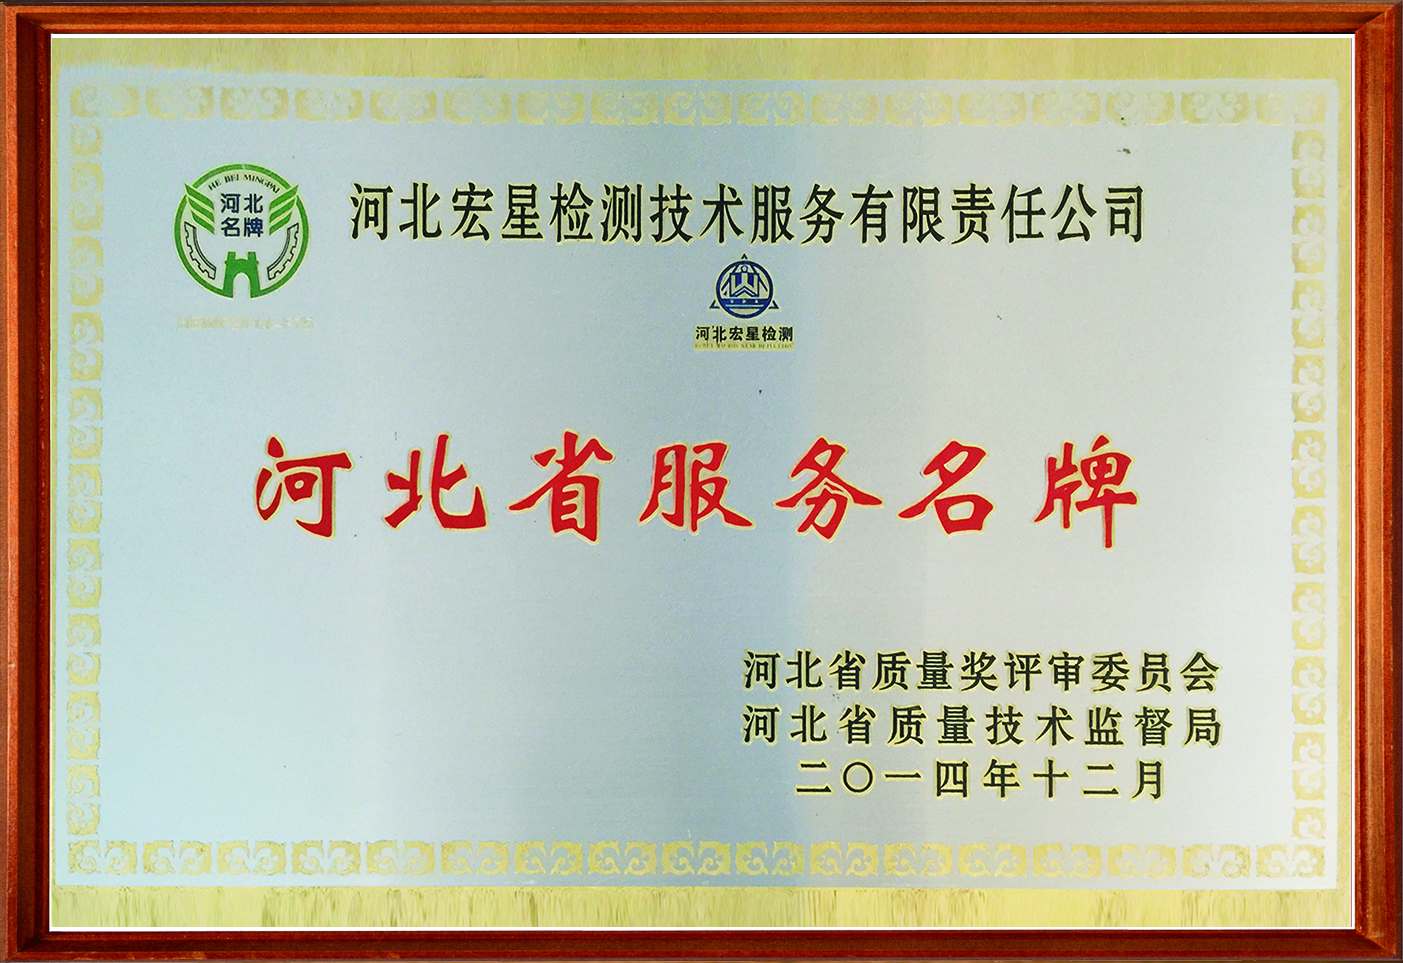 HE BEI MINGPAI
河北
名牌
河北宏星检测技术服务有限责任公司
河北宏星检测
河北省服务名牌
河北省质量奖评审委员会
河北省质量技术监督局
二〇一四年十二月